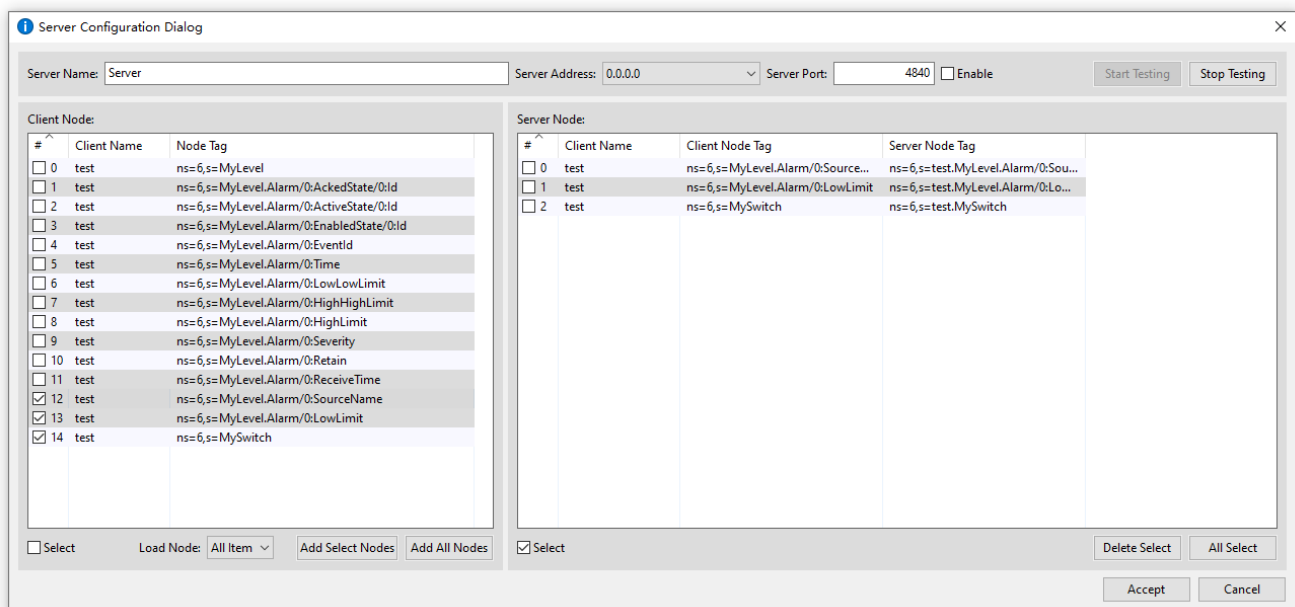 Server Configuration Dialog
Server Name: Server Server Address: 0.0.0.0 Server Port: 4840 Enable Start Testing Stop Testing
Client Node:
# Client Name Node Tag
0 test ns=6,s=MyLevel
1 test ns=6,s=MyLevel.Alarm/0:AckedState/0:Id
2 test ns=6,s=MyLevel.Alarm/0:ActiveState/0:Id
3 test ns=6,s=MyLevel.Alarm/0:EnabledState/0:Id
4 test ns=6,s=MyLevel.Alarm/0:EventId
5 test ns=6,s=MyLevel.Alarm/0:Time
6 test ns=6,s=MyLevel.Alarm/0:LowLowLimit
7 test ns=6,s=MyLevel.Alarm/0:HighHighLimit
8 test ns=6,s=MyLevel.Alarm/0:HighLimit
9 test ns=6,s=MyLevel.Alarm/0:Severity
10 test ns=6,s=MyLevel.Alarm/0:Retain
11 test ns=6,s=MyLevel.Alarm/0:ReceiveTime
12 test ns=6,s=MyLevel.Alarm/0:SourceName
13 test ns=6,s=MyLevel.Alarm/0:LowLimit
14 test ns=6,s=MySwitch
Select Load Node: All Item Add Select Nodes Add All Nodes
Server Node:
# Client Name Client Node Tag Server Node Tag
0 test ns=6,s=MyLevel.Alarm/0:Source... ns=6,s=test.MyLevel.Alarm/0:Sou...
1 test ns=6,s=MyLevel.Alarm/0:LowLimit ns=6,s=test.MyLevel.Alarm/0:Lo...
2 test ns=6,s=MySwitch ns=6,s=test.MySwitch
Select Delete Select All Select
Accept Cancel